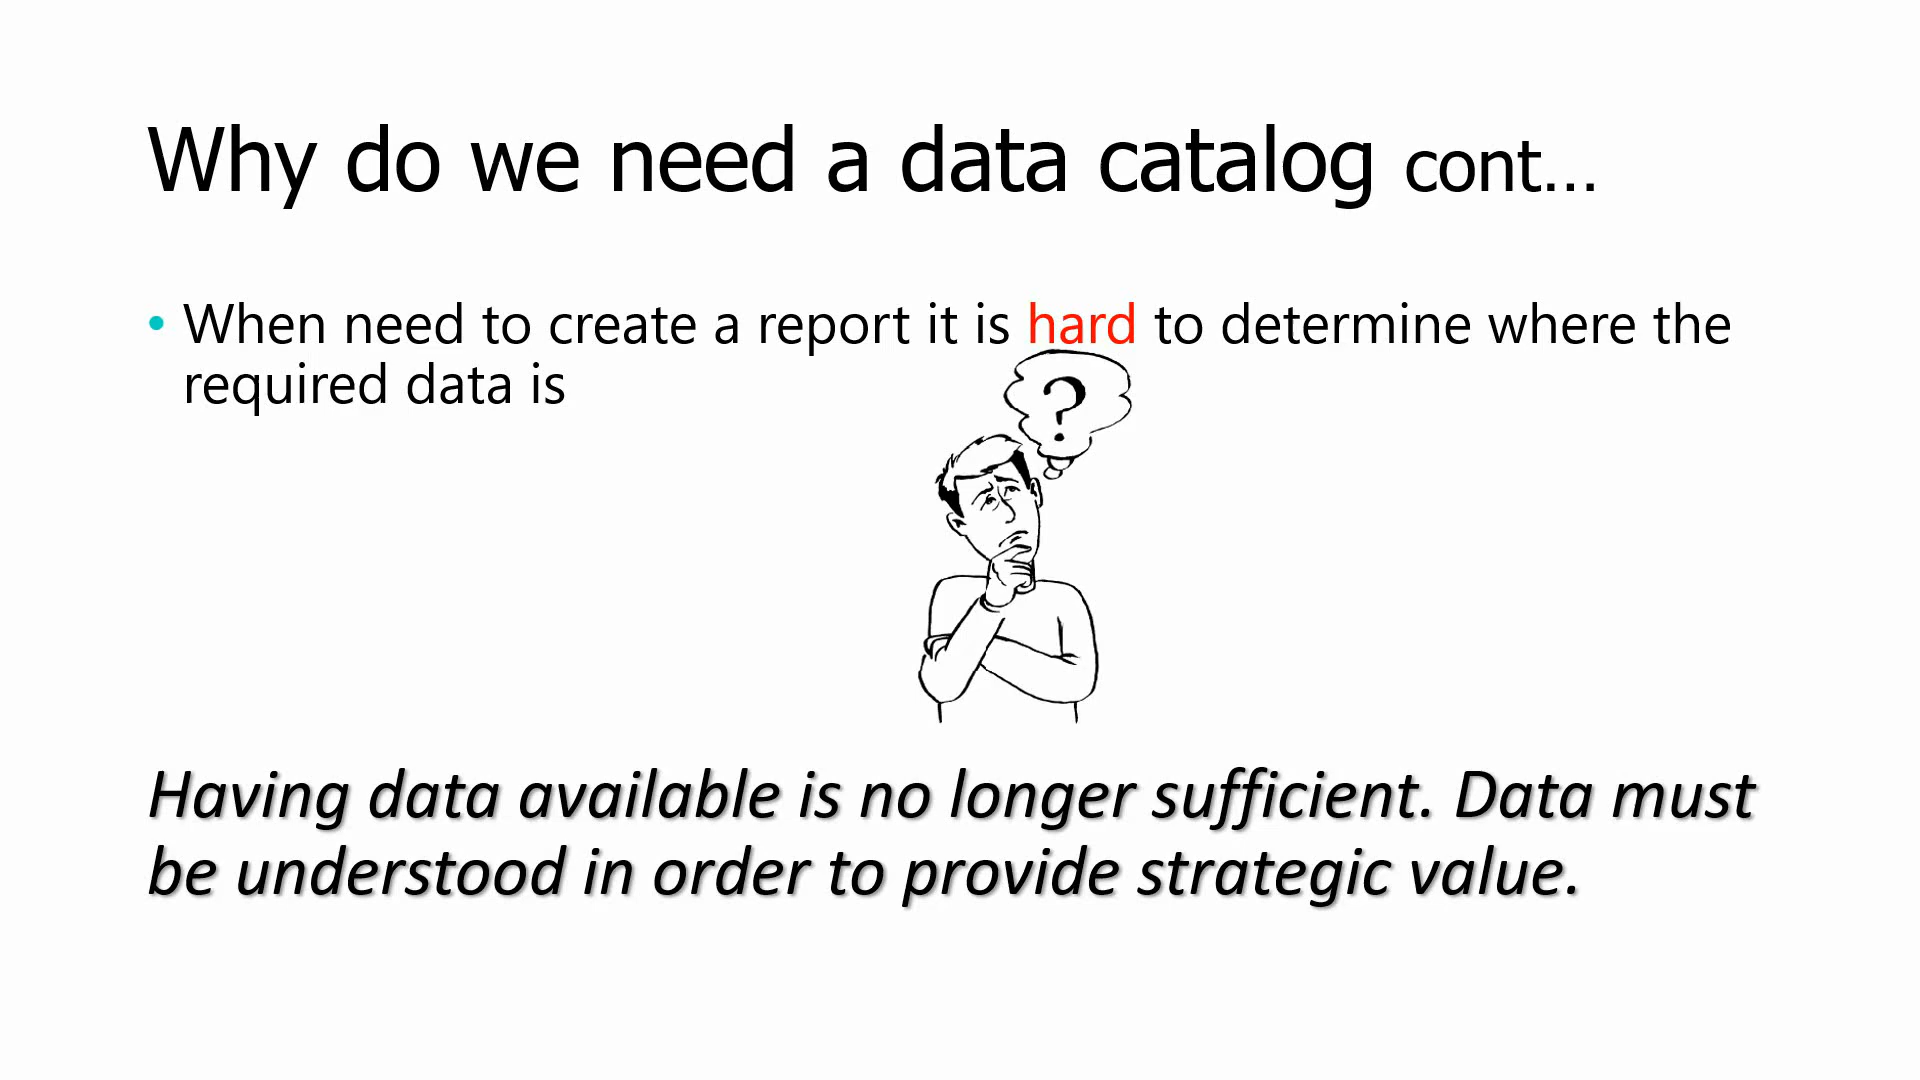 Why do we need a data catalog cont...
• When need to create a report it is hard to determine where the
required data is
?
Having data available is no longer sufficient. Data must
be understood in order to provide strategic value.